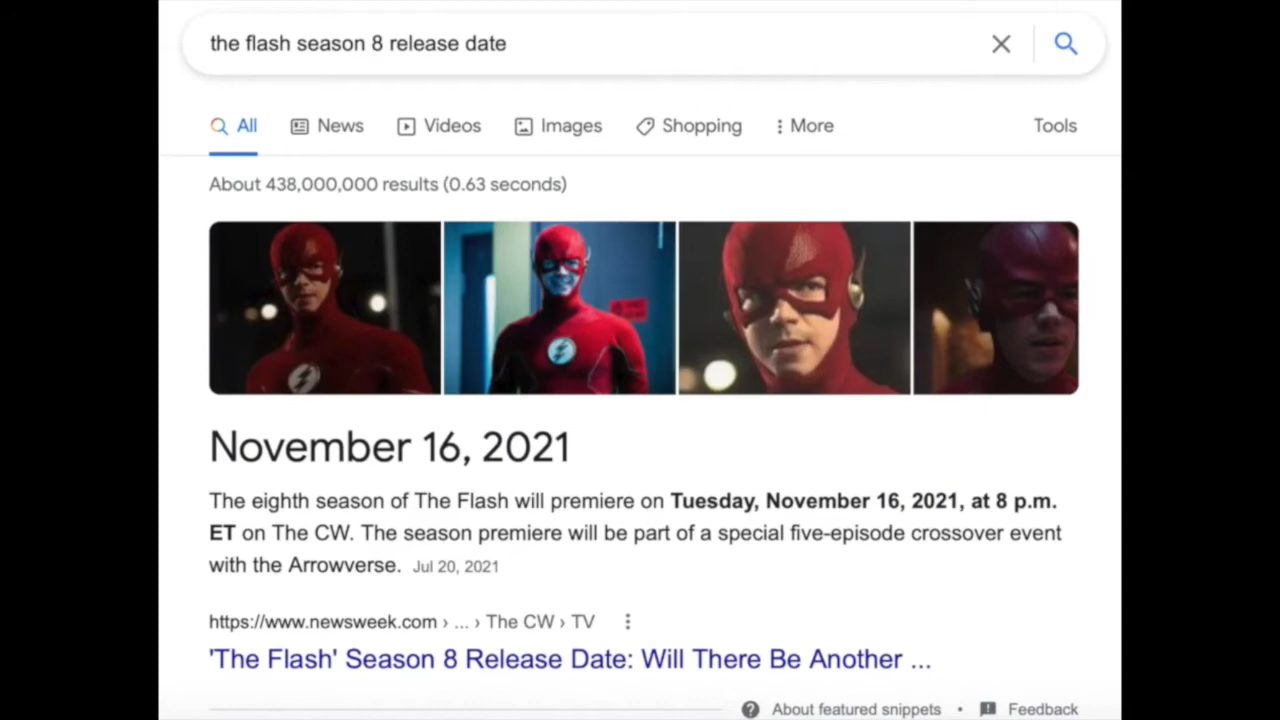 the flash season 8 release date
All News Videos Images Shopping More Tools
About 438,000,000 results (0.63 seconds)
November 16, 2021
The eighth season of The Flash will premiere on Tuesday, November 16, 2021, at 8 p.m.
ET on The CW. The season premiere will be part of a special five-episode crossover event
with the Arrowverse. Jul 20, 2021
https://www.newsweek.com › ... › The CW › TV
'The Flash' Season 8 Release Date: Will There Be Another ...
About featured snippets • Feedback